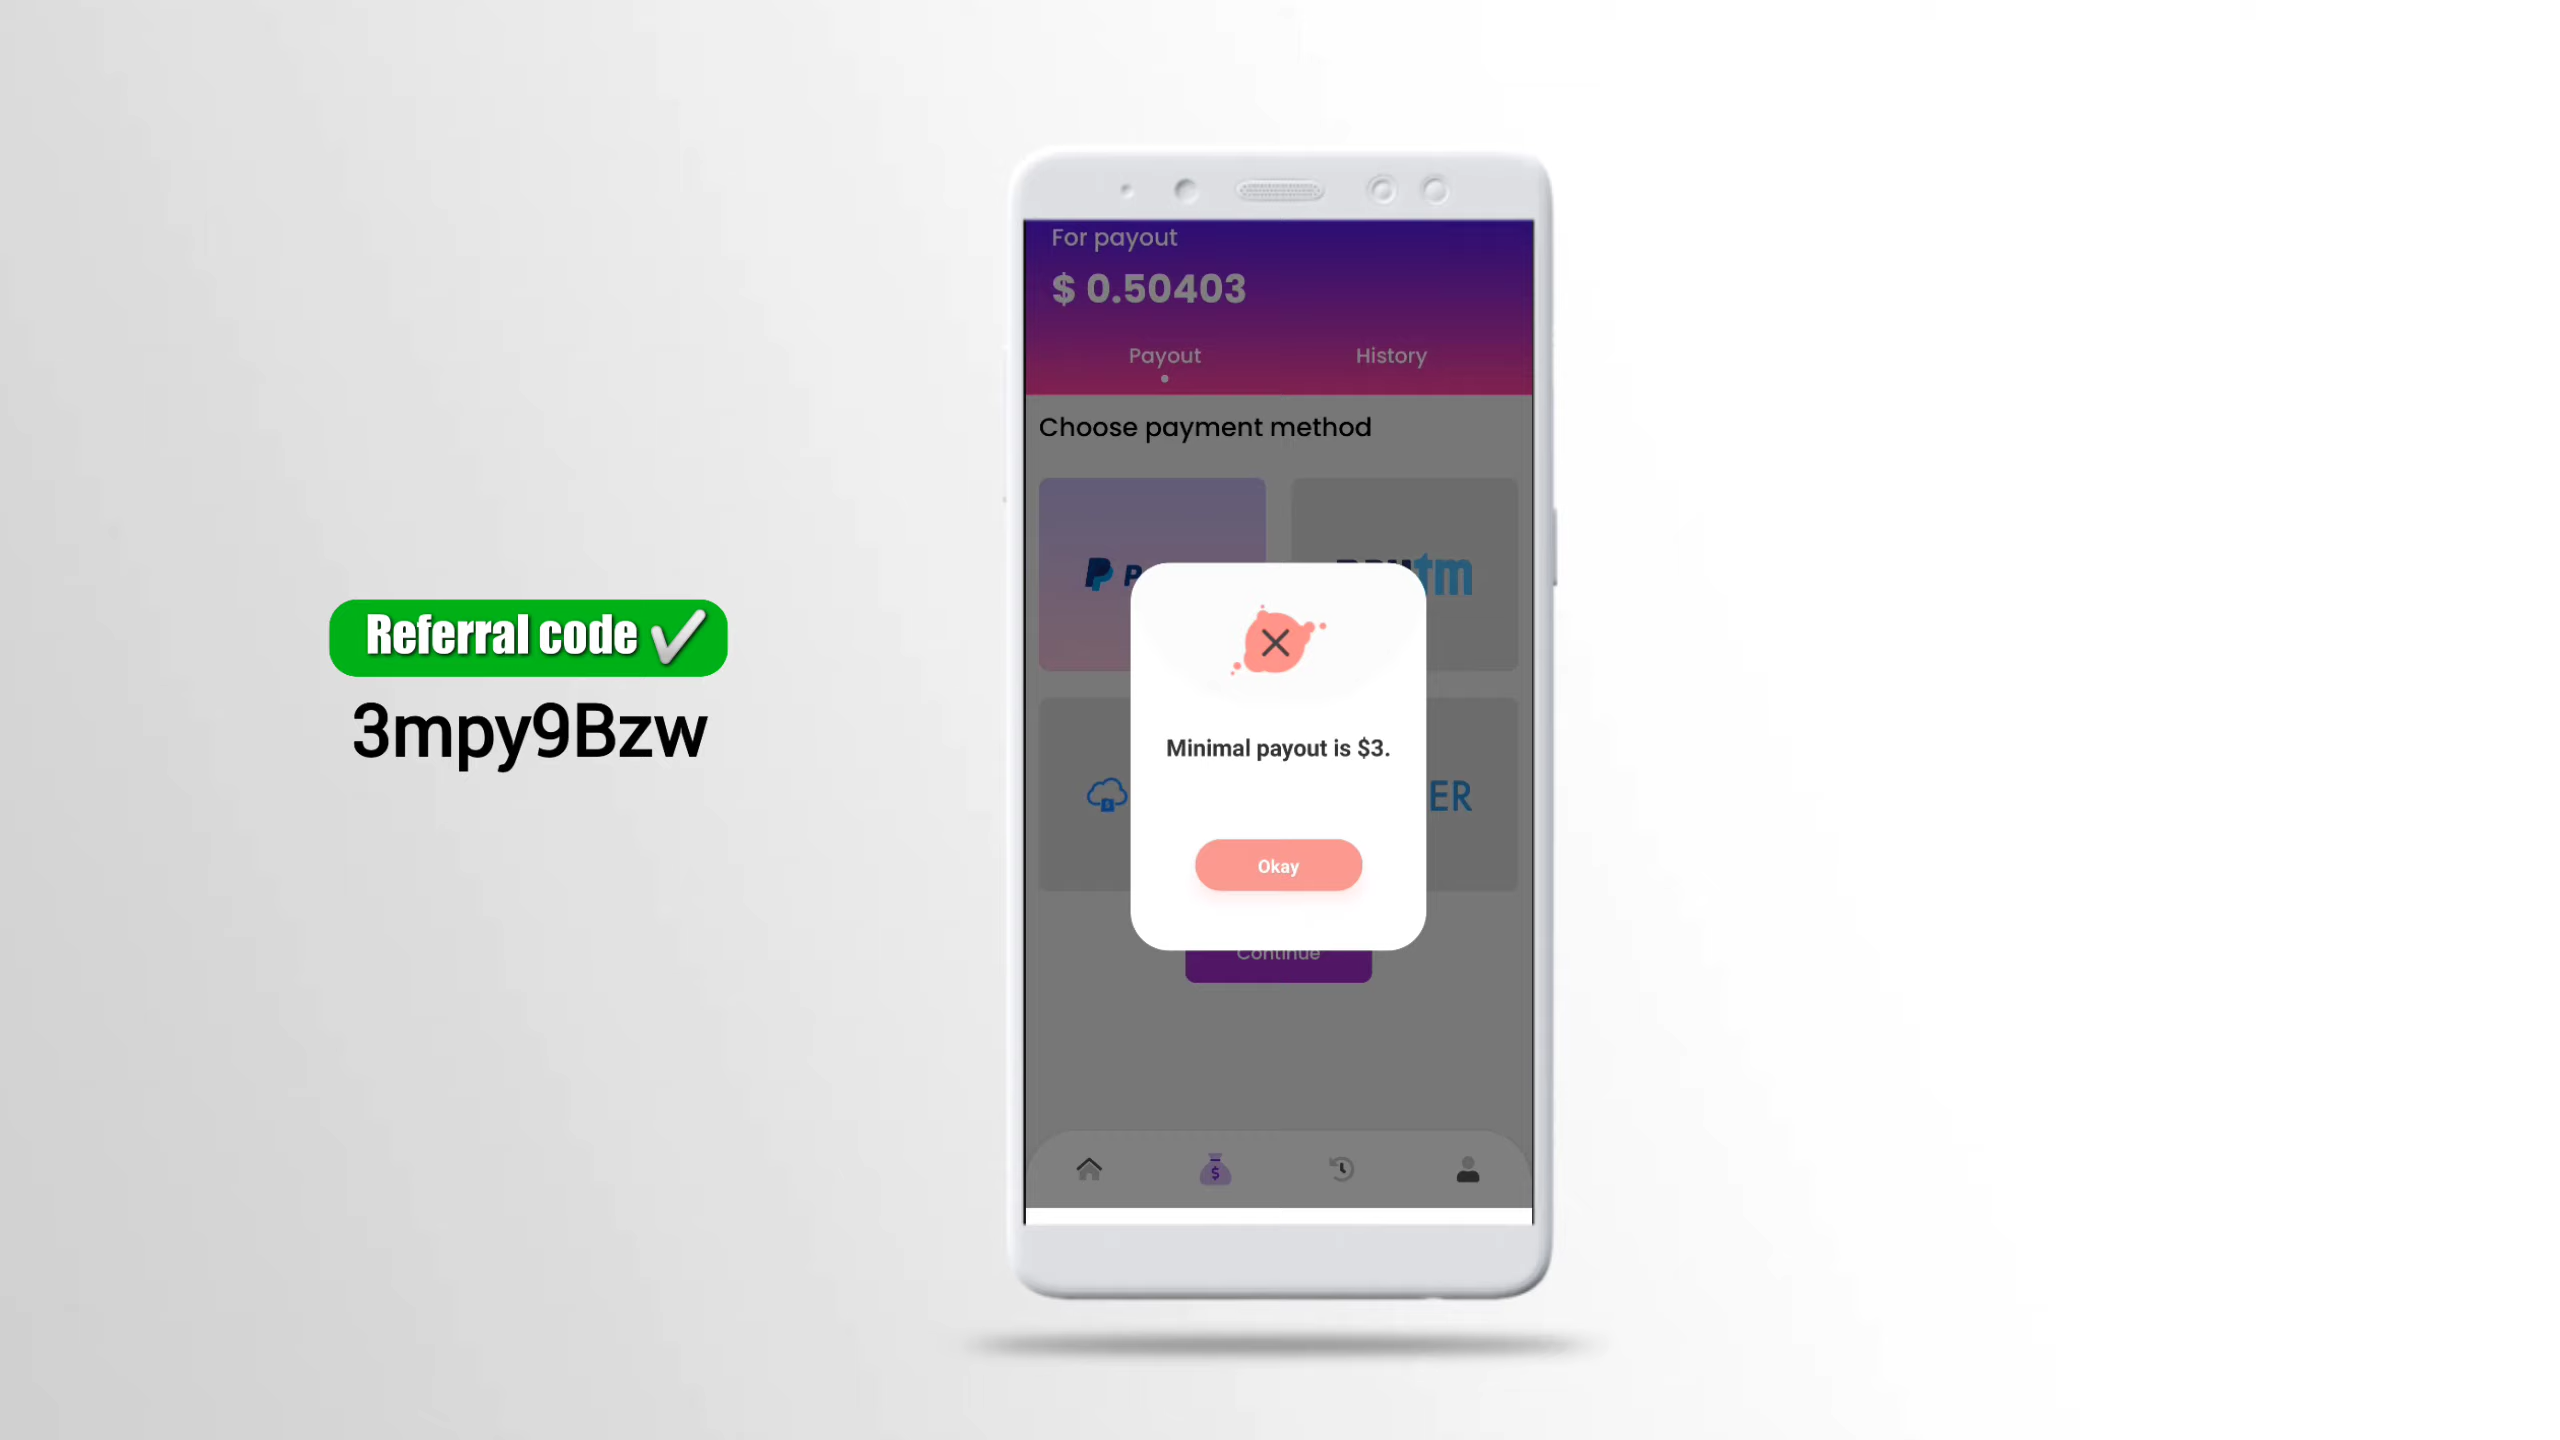 Referral code
3mpy9Bzw
For payout
$ 0.50403
Payout
History
Choose payment method
Minimal payout is $3.
Okay